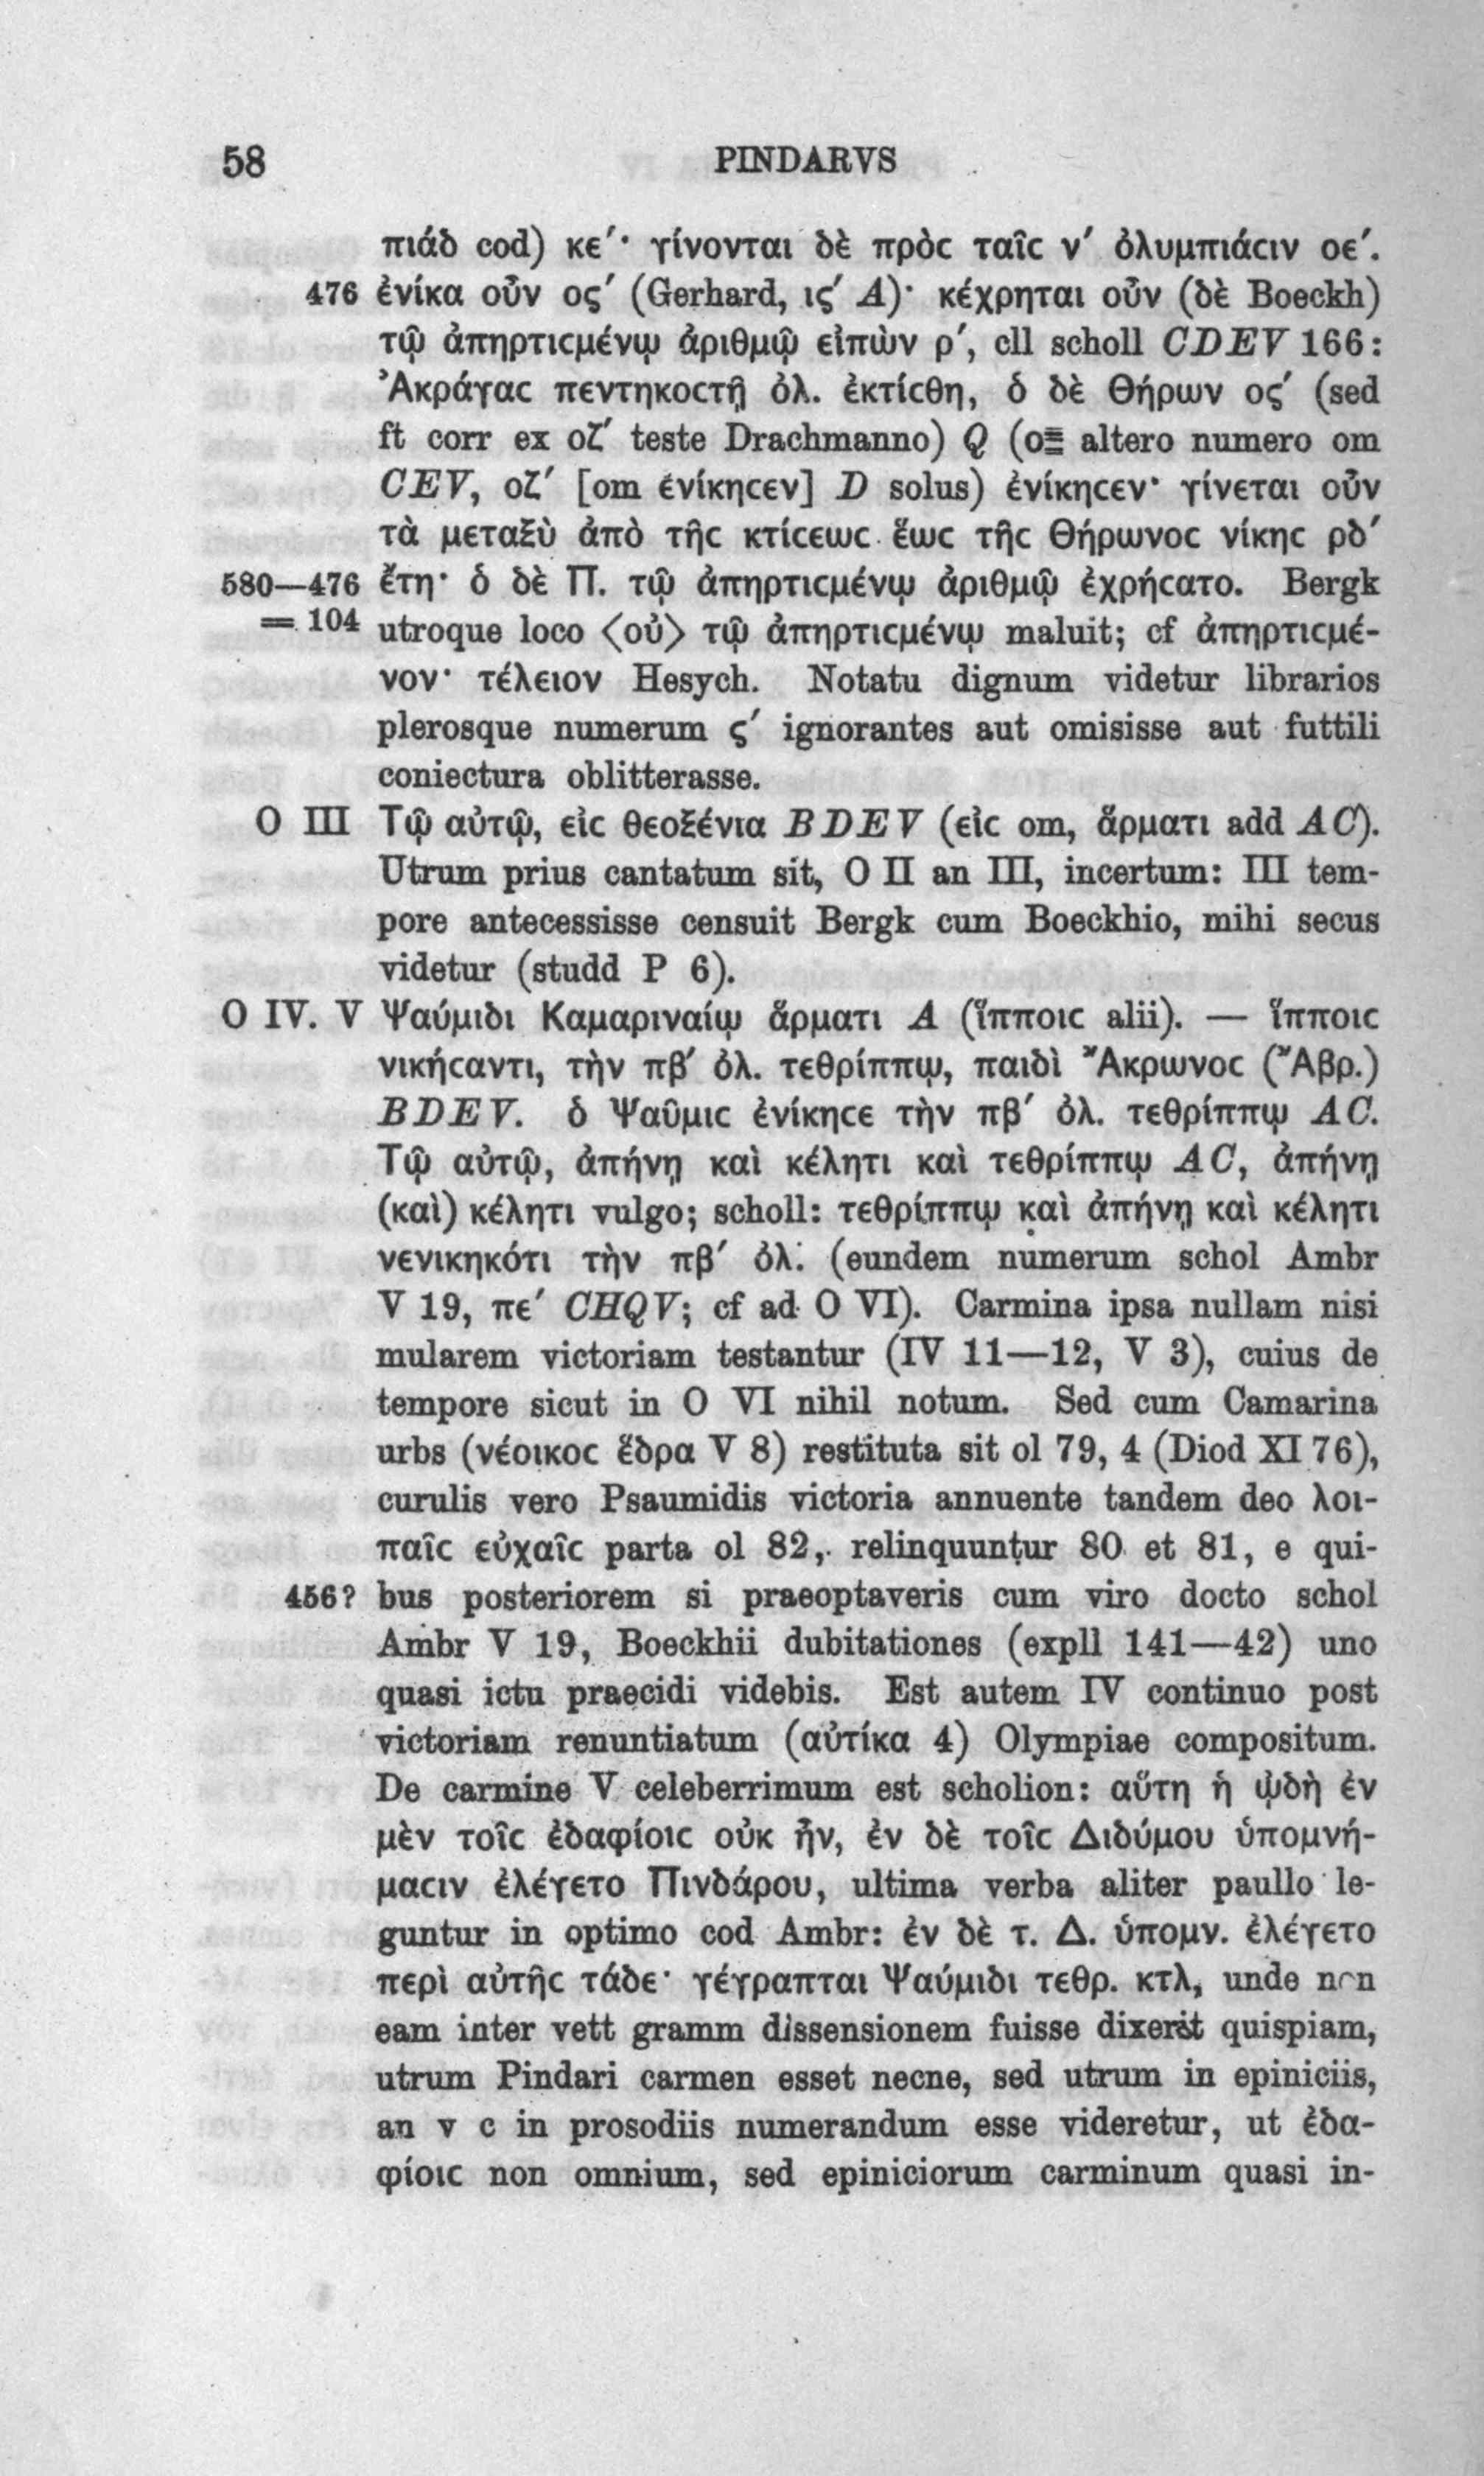 58 PINDARVS
πιάδ cod) κε΄· γίνονται δὲ πρὸϲ ταῖϲ ν΄ ὀλυμπιάϲιν οε΄.
476 ἐνίκα οὖν οϛ΄ (Gerhard, ιϛ΄ A)· κέχρηται οὖν (δὲ Boeckh)
τῷ ἀπηρτιϲμένῳ ἀριθμῷ εἰπὼν ρ΄, cll scholl CDEV 166:
Ἀκράγαϲ πεντηκοϲτῇ ὀλ. ἐκτίϲθη, ὁ δὲ Θήρων οϛ΄ (sed
ft corr ex οζ΄ teste Drachmanno) Q (ο altero numero om
CEV, οζ΄ [om ἐνίκηϲεν] D solus) ἐνίκηϲεν· γίνεται οὖν
τὰ μεταξὺ ἀπὸ τῆϲ κτίϲεωϲ ἕωϲ τῆϲ Θήρωνοϲ νίκηϲ ρδ΄
580—476 ἔτη· ὁ δὲ Π. τῷ ἀπηρτιϲμένῳ ἀριθμῷ ἐχρήϲατο. Bergk
= 104 utroque loco ⟨οὐ⟩ τῷ ἀπηρτιϲμένῳ maluit; cf ἀπηρτιϲμέ-
νον· τέλειον Hesych. Notatu dignum videtur librarios
plerosque numerum ϛ΄ ignorantes aut omisisse aut futtili
coniectura oblitterasse.
O III Τῷ αὐτῷ, εἰϲ θεοξένια BDEV (εἰϲ om, ἅρματι add AC).
Utrum prius cantatum sit, O II an III, incertum: III tem-
pore antecessisse censuit Bergk cum Boeckhio, mihi secus
videtur (studd P 6).
O IV. V Ψαύμιδι Καμαριναίῳ ἅρματι A (ἵπποιϲ alii). — ἵπποιϲ
νικήϲαντι, τὴν πβ΄ ὀλ. τεθρίππῳ, παιδὶ Ἄκρωνοϲ (Ἄβρ.)
BDEV. ὁ Ψαῦμιϲ ἐνίκηϲε τὴν πβ΄ ὀλ. τεθρίππῳ AC.
Τῷ αὐτῷ, ἀπήνῃ καὶ κέλητι καὶ τεθρίππῳ AC, ἀπήνῃ
(καὶ) κέλητι vulgo; scholl: τεθρίππῳ καὶ ἀπήνῃ καὶ κέλητι
νενικηκότι τὴν πβ΄ ὀλ. (eundem numerum schol Ambr
V 19, πε΄ CHQV; cf ad O VI). Carmina ipsa nullam nisi
mularem victoriam testantur (IV 11—12, V 3), cuius de
tempore sicut in O VI nihil notum. Sed cum Camarina
urbs (νέοικοϲ ἕδρα V 8) restituta sit ol 79, 4 (Diod XI 76),
curulis vero Psaumidis victoria annuente tandem deo λοι-
παῖϲ εὐχαῖϲ parta ol 82, relinquuntur 80 et 81, e qui-
456? bus posteriorem si praeoptaveris cum viro docto schol
Ambr V 19, Boeckhii dubitationes (expll 141—42) uno
quasi ictu praecidi videbis. Est autem IV continuo post
victoriam renuntiatum (αὐτίκα 4) Olympiae compositum.
De carmine V celeberrimum est scholion: αὕτη ἡ ᾠδὴ ἐν
μὲν τοῖϲ ἐδαφίοιϲ οὐκ ἦν, ἐν δὲ τοῖϲ Διδύμου ὑπομνή-
μαϲιν ἐλέγετο Πινδάρου, ultima verba aliter paullo le-
guntur in optimo cod Ambr: ἐν δὲ τ. Δ. ὑπομν. ἐλέγετο
περὶ αὐτῆϲ τάδε· γέγραπται Ψαύμιδι τεθρ. κτλ, unde non
eam inter vett gramm dissensionem fuisse dixerit quispiam,
utrum Pindari carmen esset necne, sed utrum in epiniciis,
an v c in prosodiis numerandum esse videretur, ut ἐδα-
φίοιϲ non omnium, sed epiniciorum carminum quasi in-